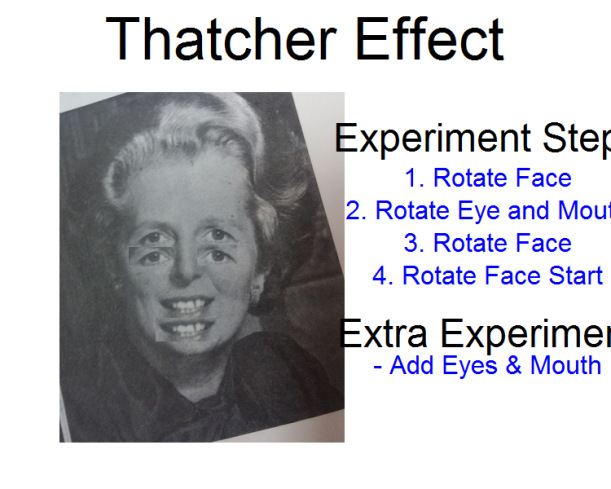 Thatcher Effect
Experiment Step
1. Rotate Face
2. Rotate Eye and Mout
3. Rotate Face
4. Rotate Face Start
Extra Experimen
- Add Eyes & Mouth